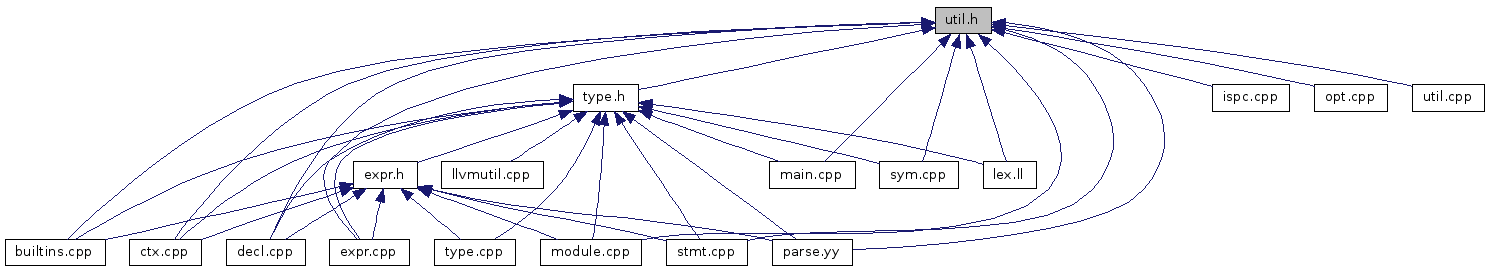 util.h
type.h
ispc.cpp
opt.cpp
util.cpp
expr.h
llvmutil.cpp
main.cpp
sym.cpp
lex.ll
builtins.cpp
ctx.cpp
decl.cpp
expr.cpp
type.cpp
module.cpp
stmt.cpp
parse.yy